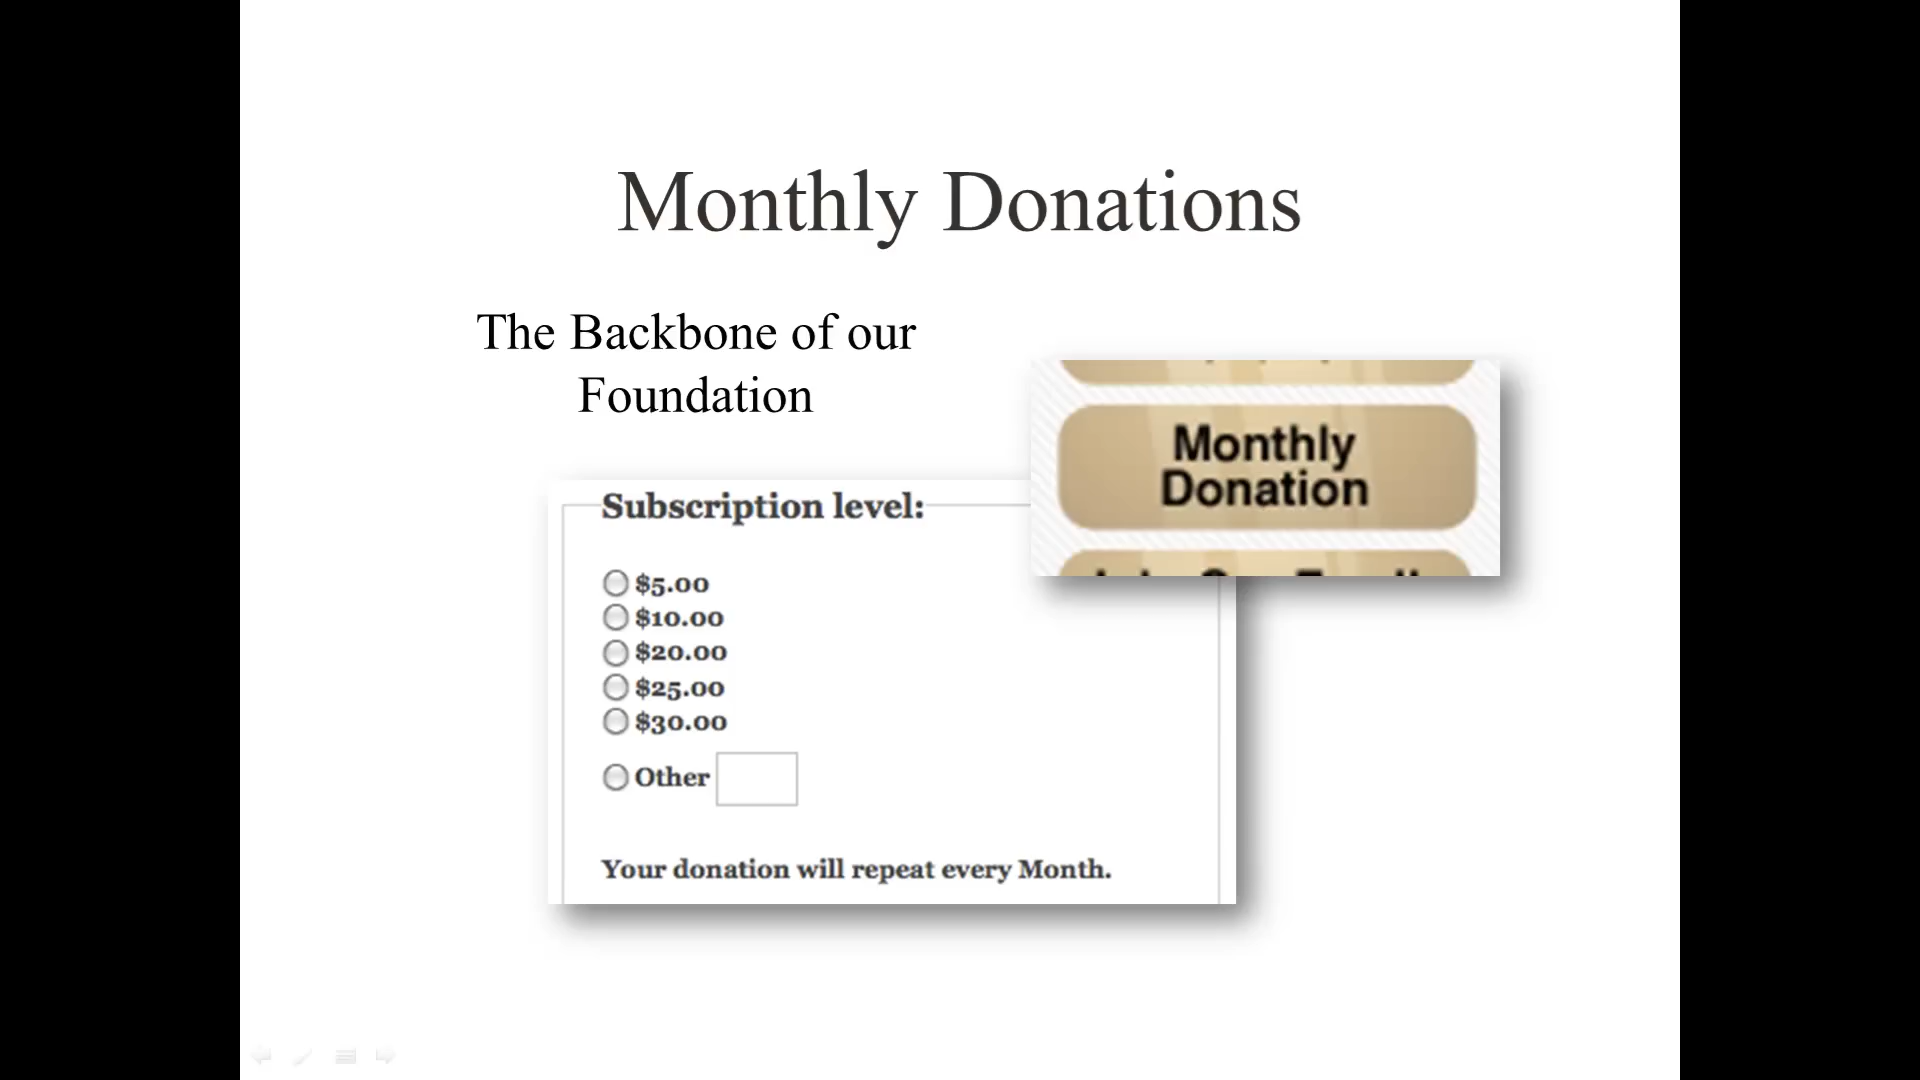 Monthly Donations
The Backbone of our
Foundation
Monthly
Donation
Subscription level:
$5.00
$10.00
$20.00
$25.00
$30.00
Other
Your donation will repeat every Month.